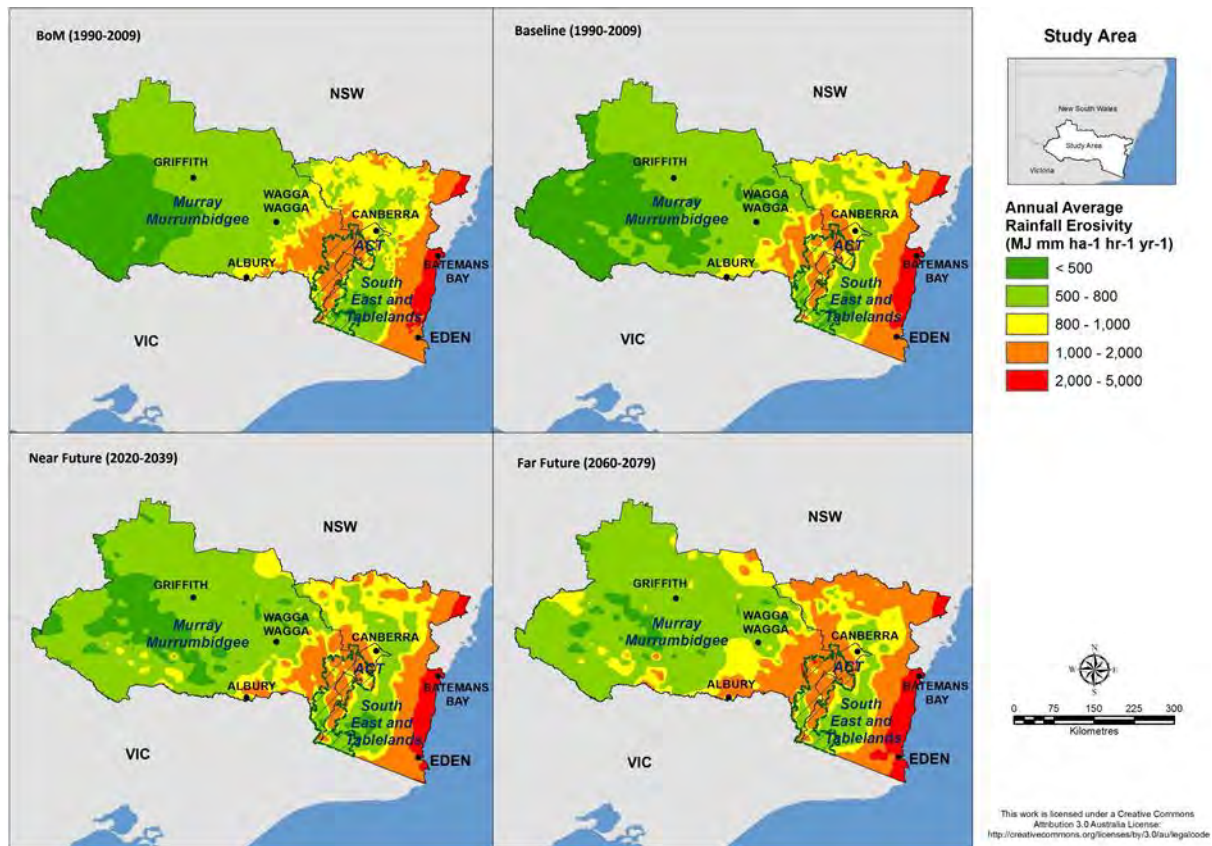 BoM (1990-2009)
NSW
GRIFFITH
Murray
Murrumbidgee
WAGGA
WAGGA
CANBERRA
ACT
ALBURY
BATEMANS
BAY
South
East and
Tablelands
EDEN
VIC
Baseline (1990-2009)
NSW
GRIFFITH
Murray
Murrumbidgee
WAGGA
WAGGA
CANBERRA
ACT
ALBURY
BATEMANS
BAY
South
East and
Tablelands
EDEN
VIC
Near Future (2020-2039)
NSW
GRIFFITH
Murray
Murrumbidgee
WAGGA
WAGGA
CANBERRA
ACT
ALBURY
BATEMANS
BAY
South
East and
Tablelands
EDEN
VIC
Far Future (2060-2079)
NSW
GRIFFITH
Murray
Murrumbidgee
WAGGA
WAGGA
CANBERRA
ACT
ALBURY
BATEMANS
BAY
South
East and
Tablelands
EDEN
VIC
Study Area
New South Wales
Study Area
Victoria
Annual Average
Rainfall Erosivity
(MJ mm ha-1 hr-1 yr-1)
< 500
500 - 800
800 - 1,000
1,000 - 2,000
2,000 - 5,000
N
W E
S
0 75 150 225 300
Kilometres
This work is licensed under a Creative Commons
Attribution 3.0 Australia License:
http://creativecommons.org/licenses/by/3.0/au/legalcode